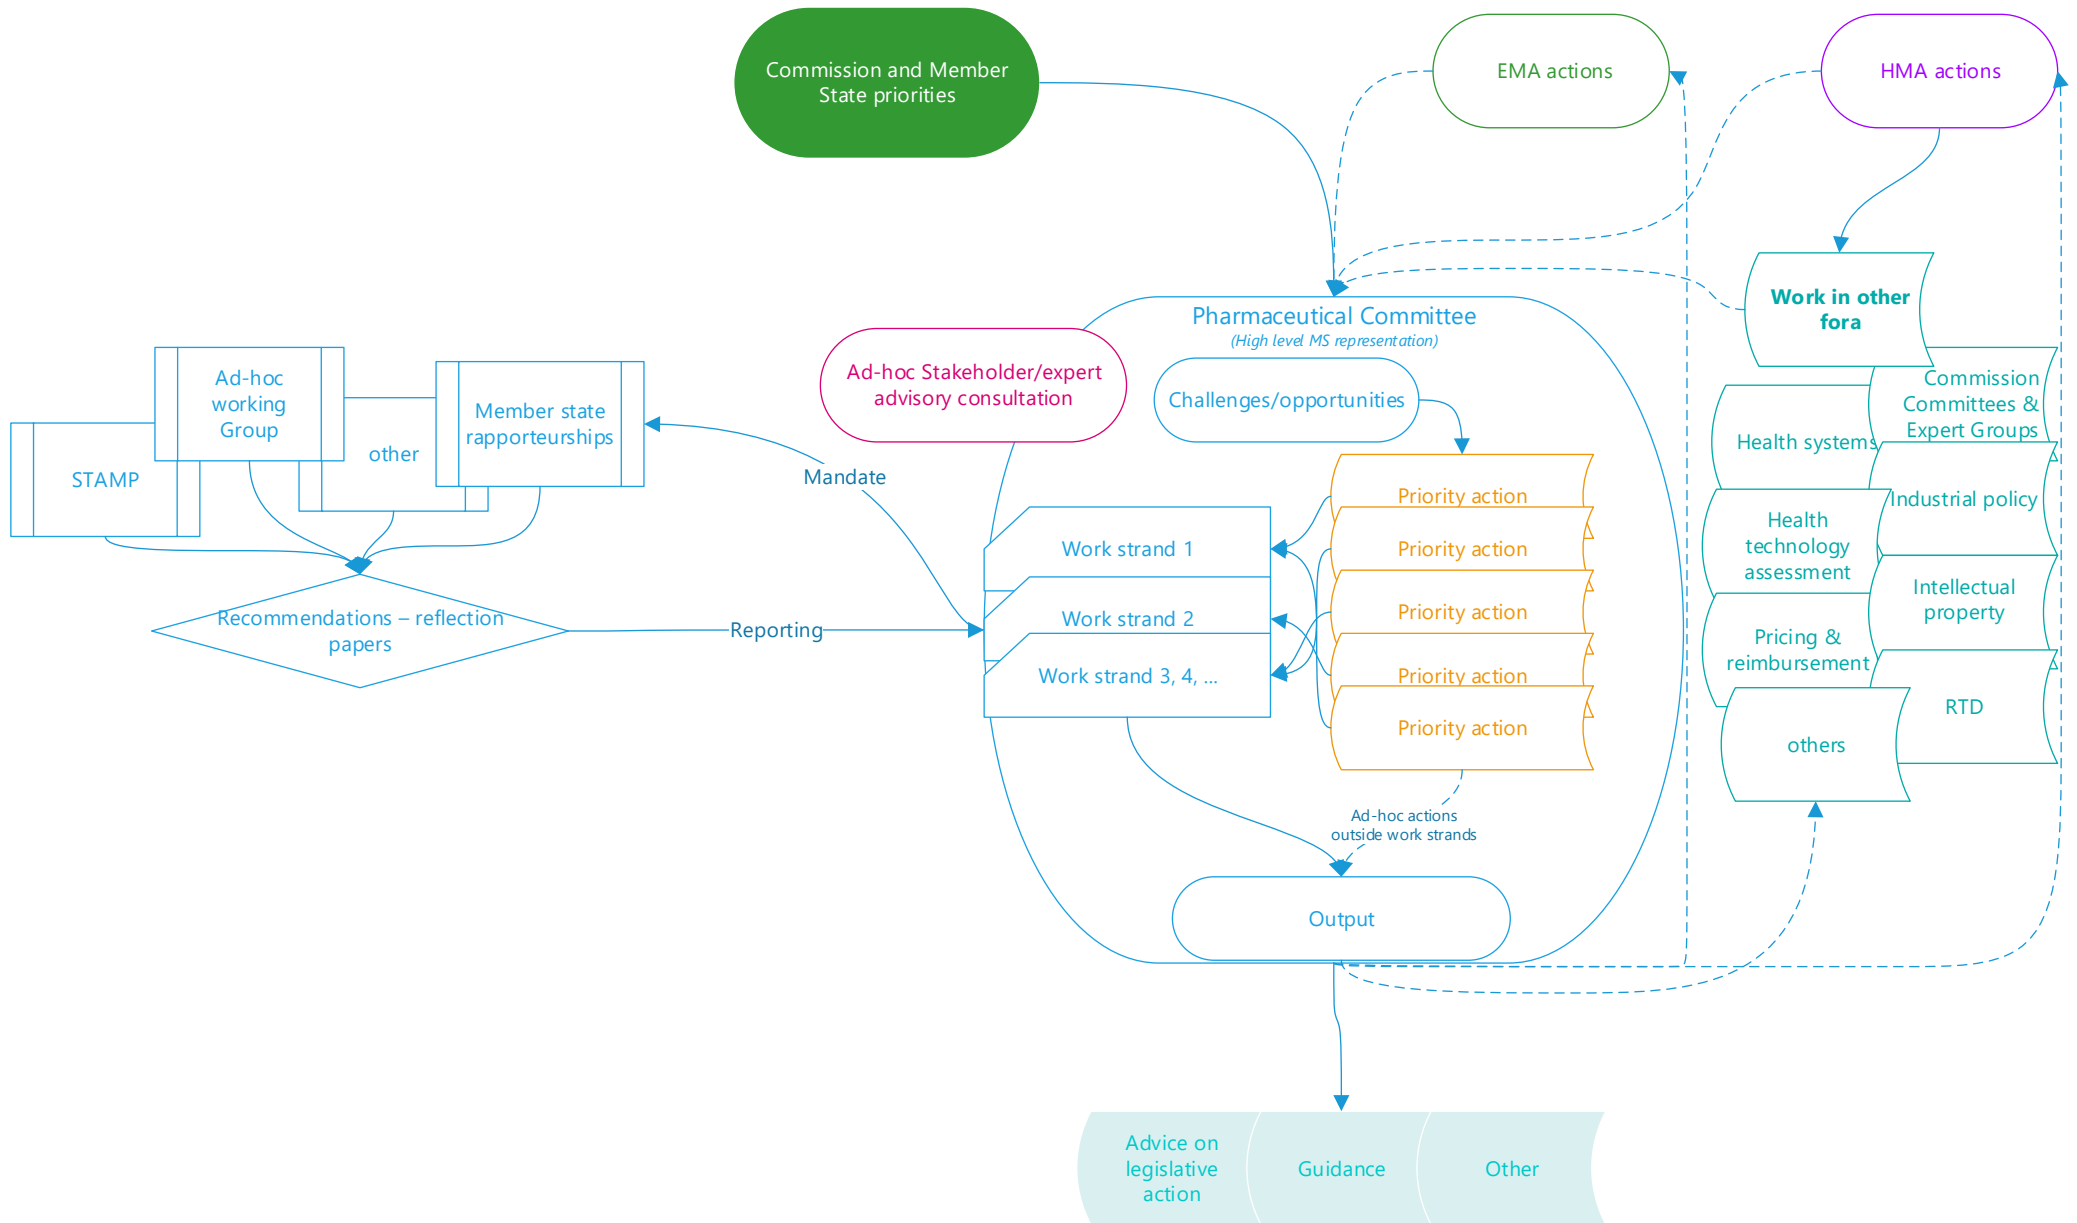 Commission and Member
State priorities
EMA actions
HMA actions
Work in other
fora
Pharmaceutical Committee
(High level MS representation)
Ad-hoc Stakeholder/expert
advisory consultation
Challenges/opportunities
Ad-hoc
working
Group
Member state
rapporteurships
other
STAMP
Mandate
Commission
Committees &
Expert Groups
Health systems
Industrial policy
Health
technology
assessment
Intellectual
property
Pricing &
reimbursement
RTD
others
Priority action
Priority action
Priority action
Priority action
Priority action
Work strand 1
Work strand 2
Work strand 3, 4, ...
Recommendations – reflection
papers
Reporting
Ad-hoc actions
outside work strands
Output
Advice on
legislative
action
Guidance
Other